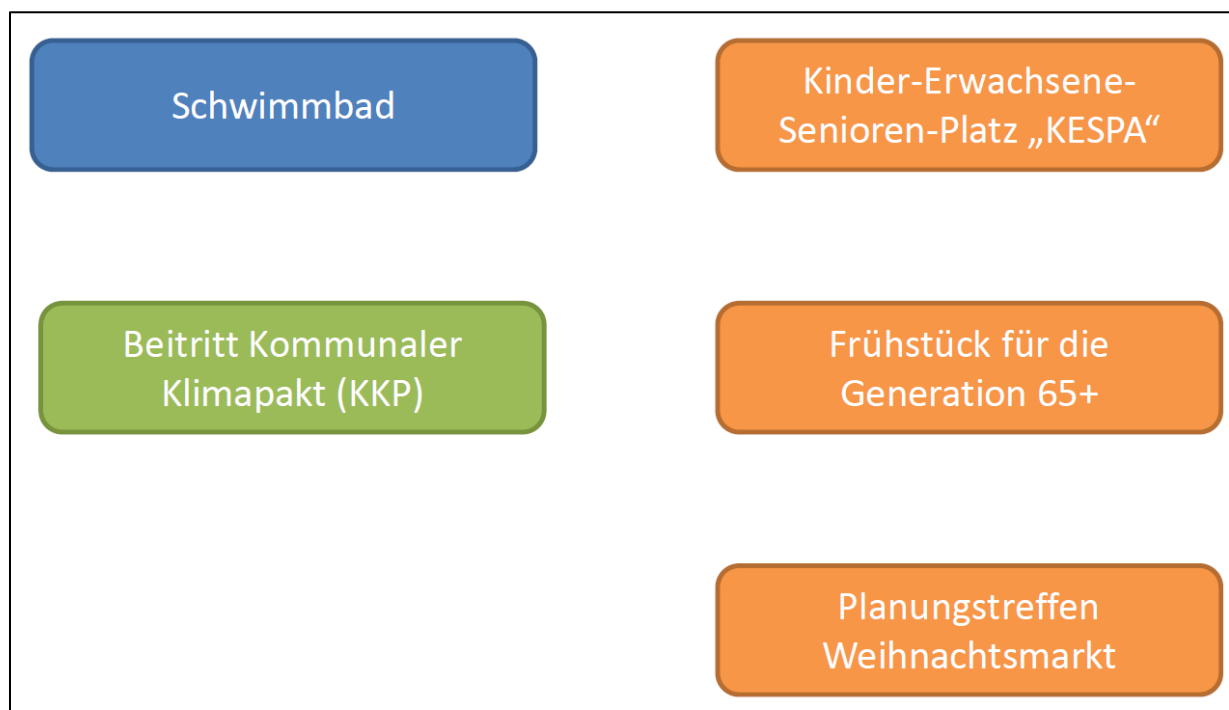 Schwimmbad
Kinder-Erwachsene-
Senioren-Platz „KESPA“
Beitritt Kommunaler
Klimapakt (KKP)
Frühstück für die
Generation 65+
Planungstreffen
Weihnachtsmarkt